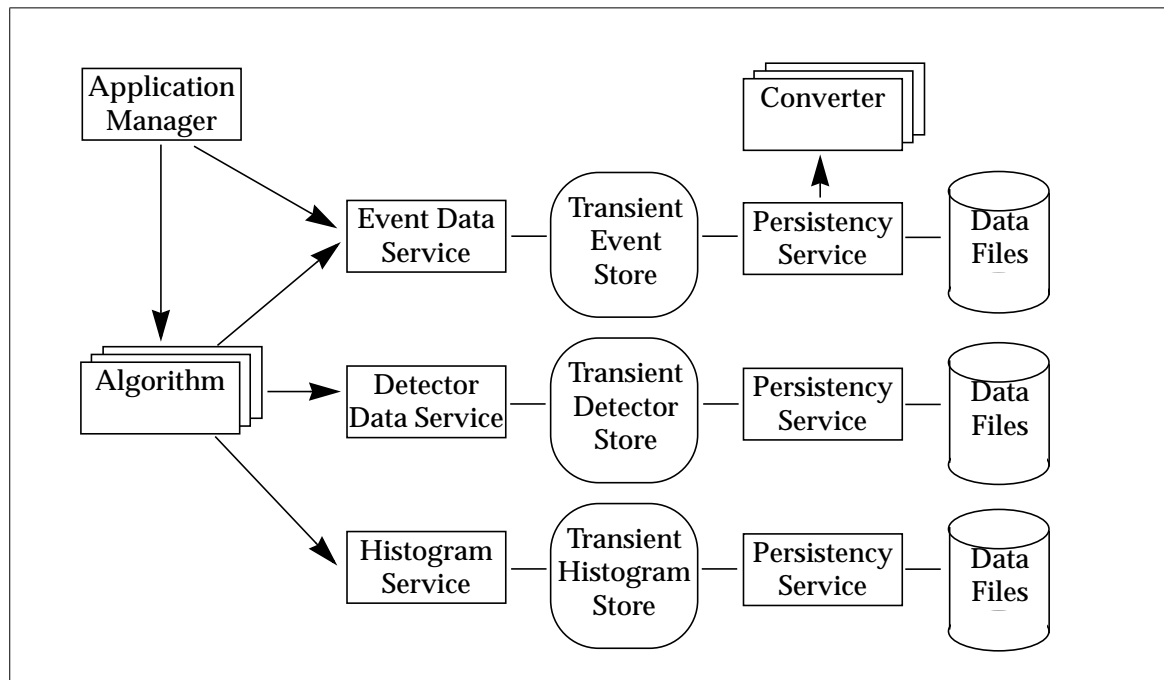 Application
Manager
Converter
Event Data
Service
Transient
Event
Store
Persistency
Service
Data
Files
Algorithm
Detector
Data Service
Transient
Detector
Store
Persistency
Service
Data
Files
Histogram
Service
Transient
Histogram
Store
Persistency
Service
Data
Files